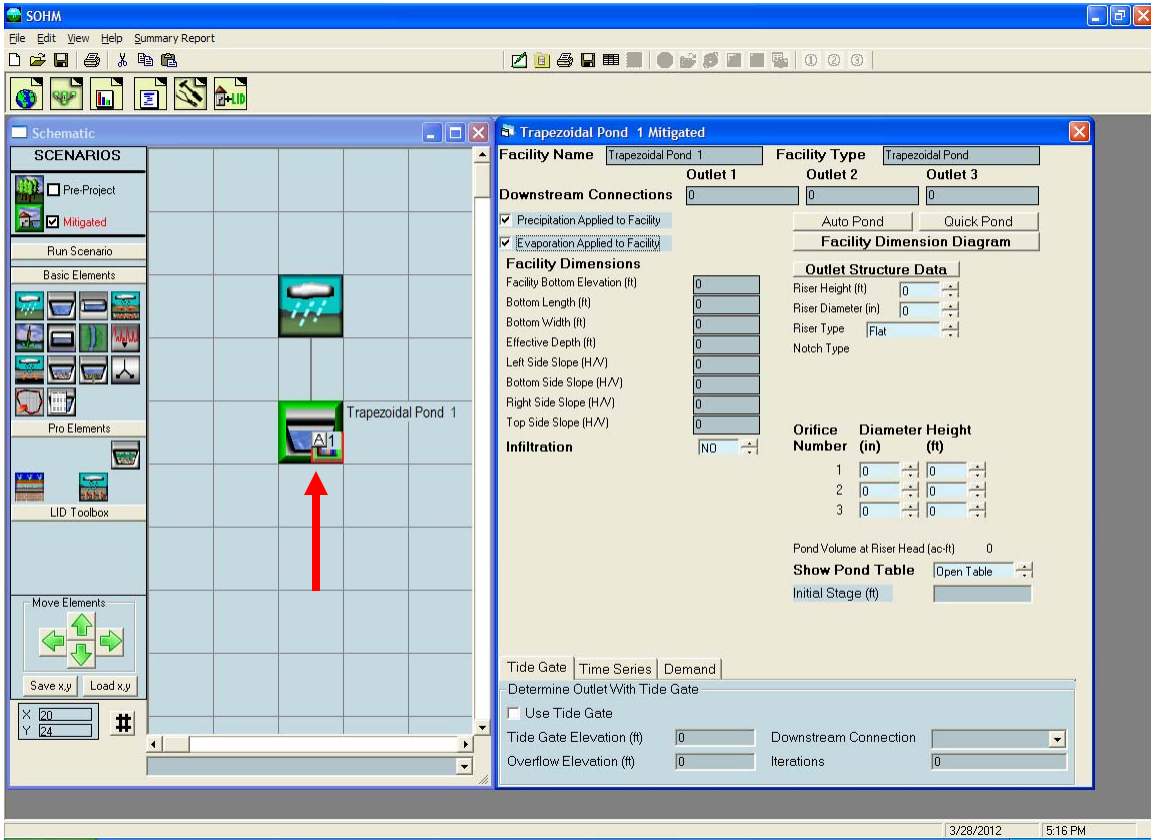 SOHM
File Edit View Help Summary Report
Schematic
SCENARIOS
Pre-Project
Mitigated
Run Scenario
Basic Elements
Pro Elements
LID Toolbox
Move Elements
Save x,y Load x,y
X 20
Y 24
#
+LID
Trapezoidal Pond 1
A 1
Trapezoidal Pond 1 Mitigated
Facility Name Trapezoidal Pond 1 Facility Type Trapezoidal Pond
Outlet 1 Outlet 2 Outlet 3
Downstream Connections 0 0 0
Precipitation Applied to Facility Auto Pond Quick Pond
Evaporation Applied to Facility Facility Dimension Diagram
Facility Dimensions
Facility Bottom Elevation (ft) 0
Bottom Length (ft) 0
Bottom Width (ft) 0
Effective Depth (ft) 0
Left Side Slope (H/V) 0
Bottom Side Slope (H/V) 0
Right Side Slope (H/V) 0
Top Side Slope (H/V) 0
Infiltration NO
Outlet Structure Data
Riser Height (ft) 0
Riser Diameter (in) 0
Riser Type Flat
Notch Type
Orifice Diameter Height
Number (in) (ft)
1 0 0
2 0 0
3 0 0
Pond Volume at Riser Head (ac-ft) 0
Show Pond Table Open Table
Initial Stage (ft)
Tide Gate Time Series Demand
Determine Outlet With Tide Gate
Use Tide Gate
Tide Gate Elevation (ft) 0 Downstream Connection
Overflow Elevation (ft) 0 Iterations 0
3/28/2012 5:16 PM